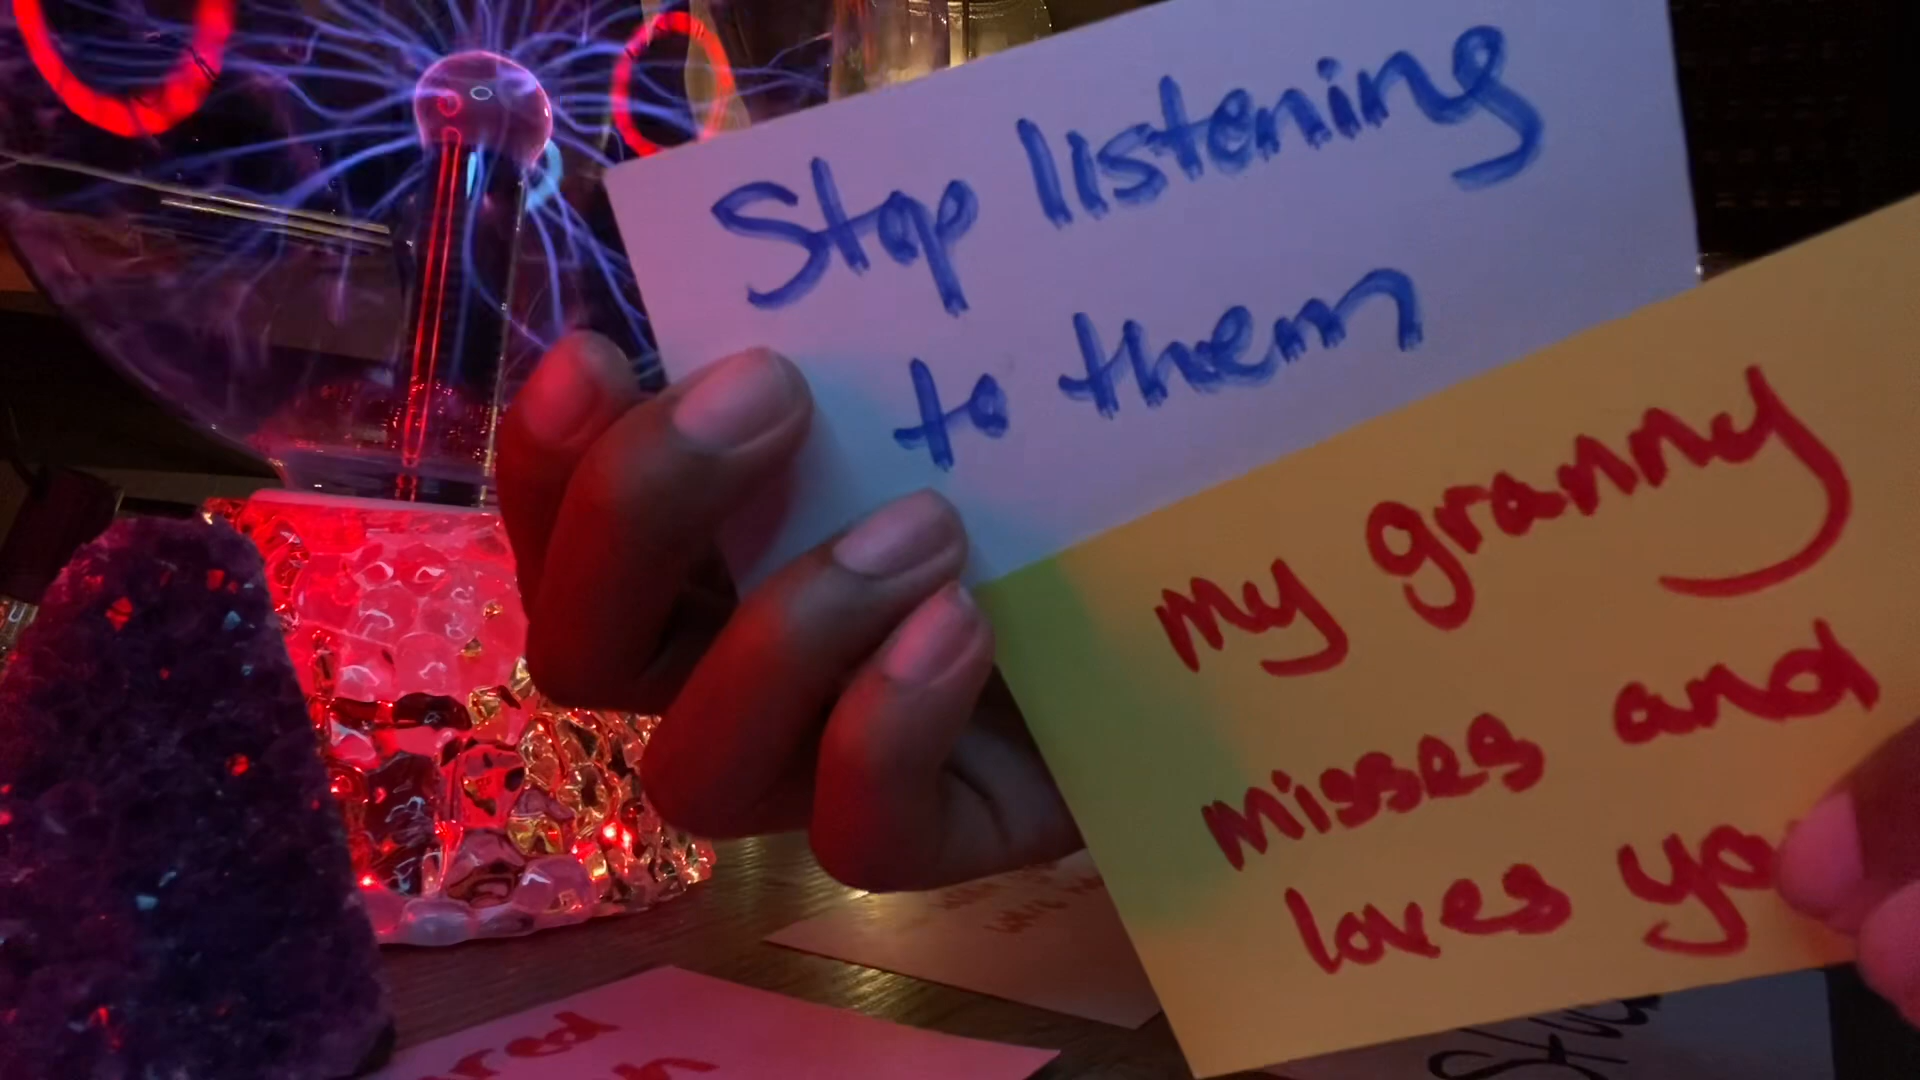 Stop listening
to them
my granny
misses and
loves yo